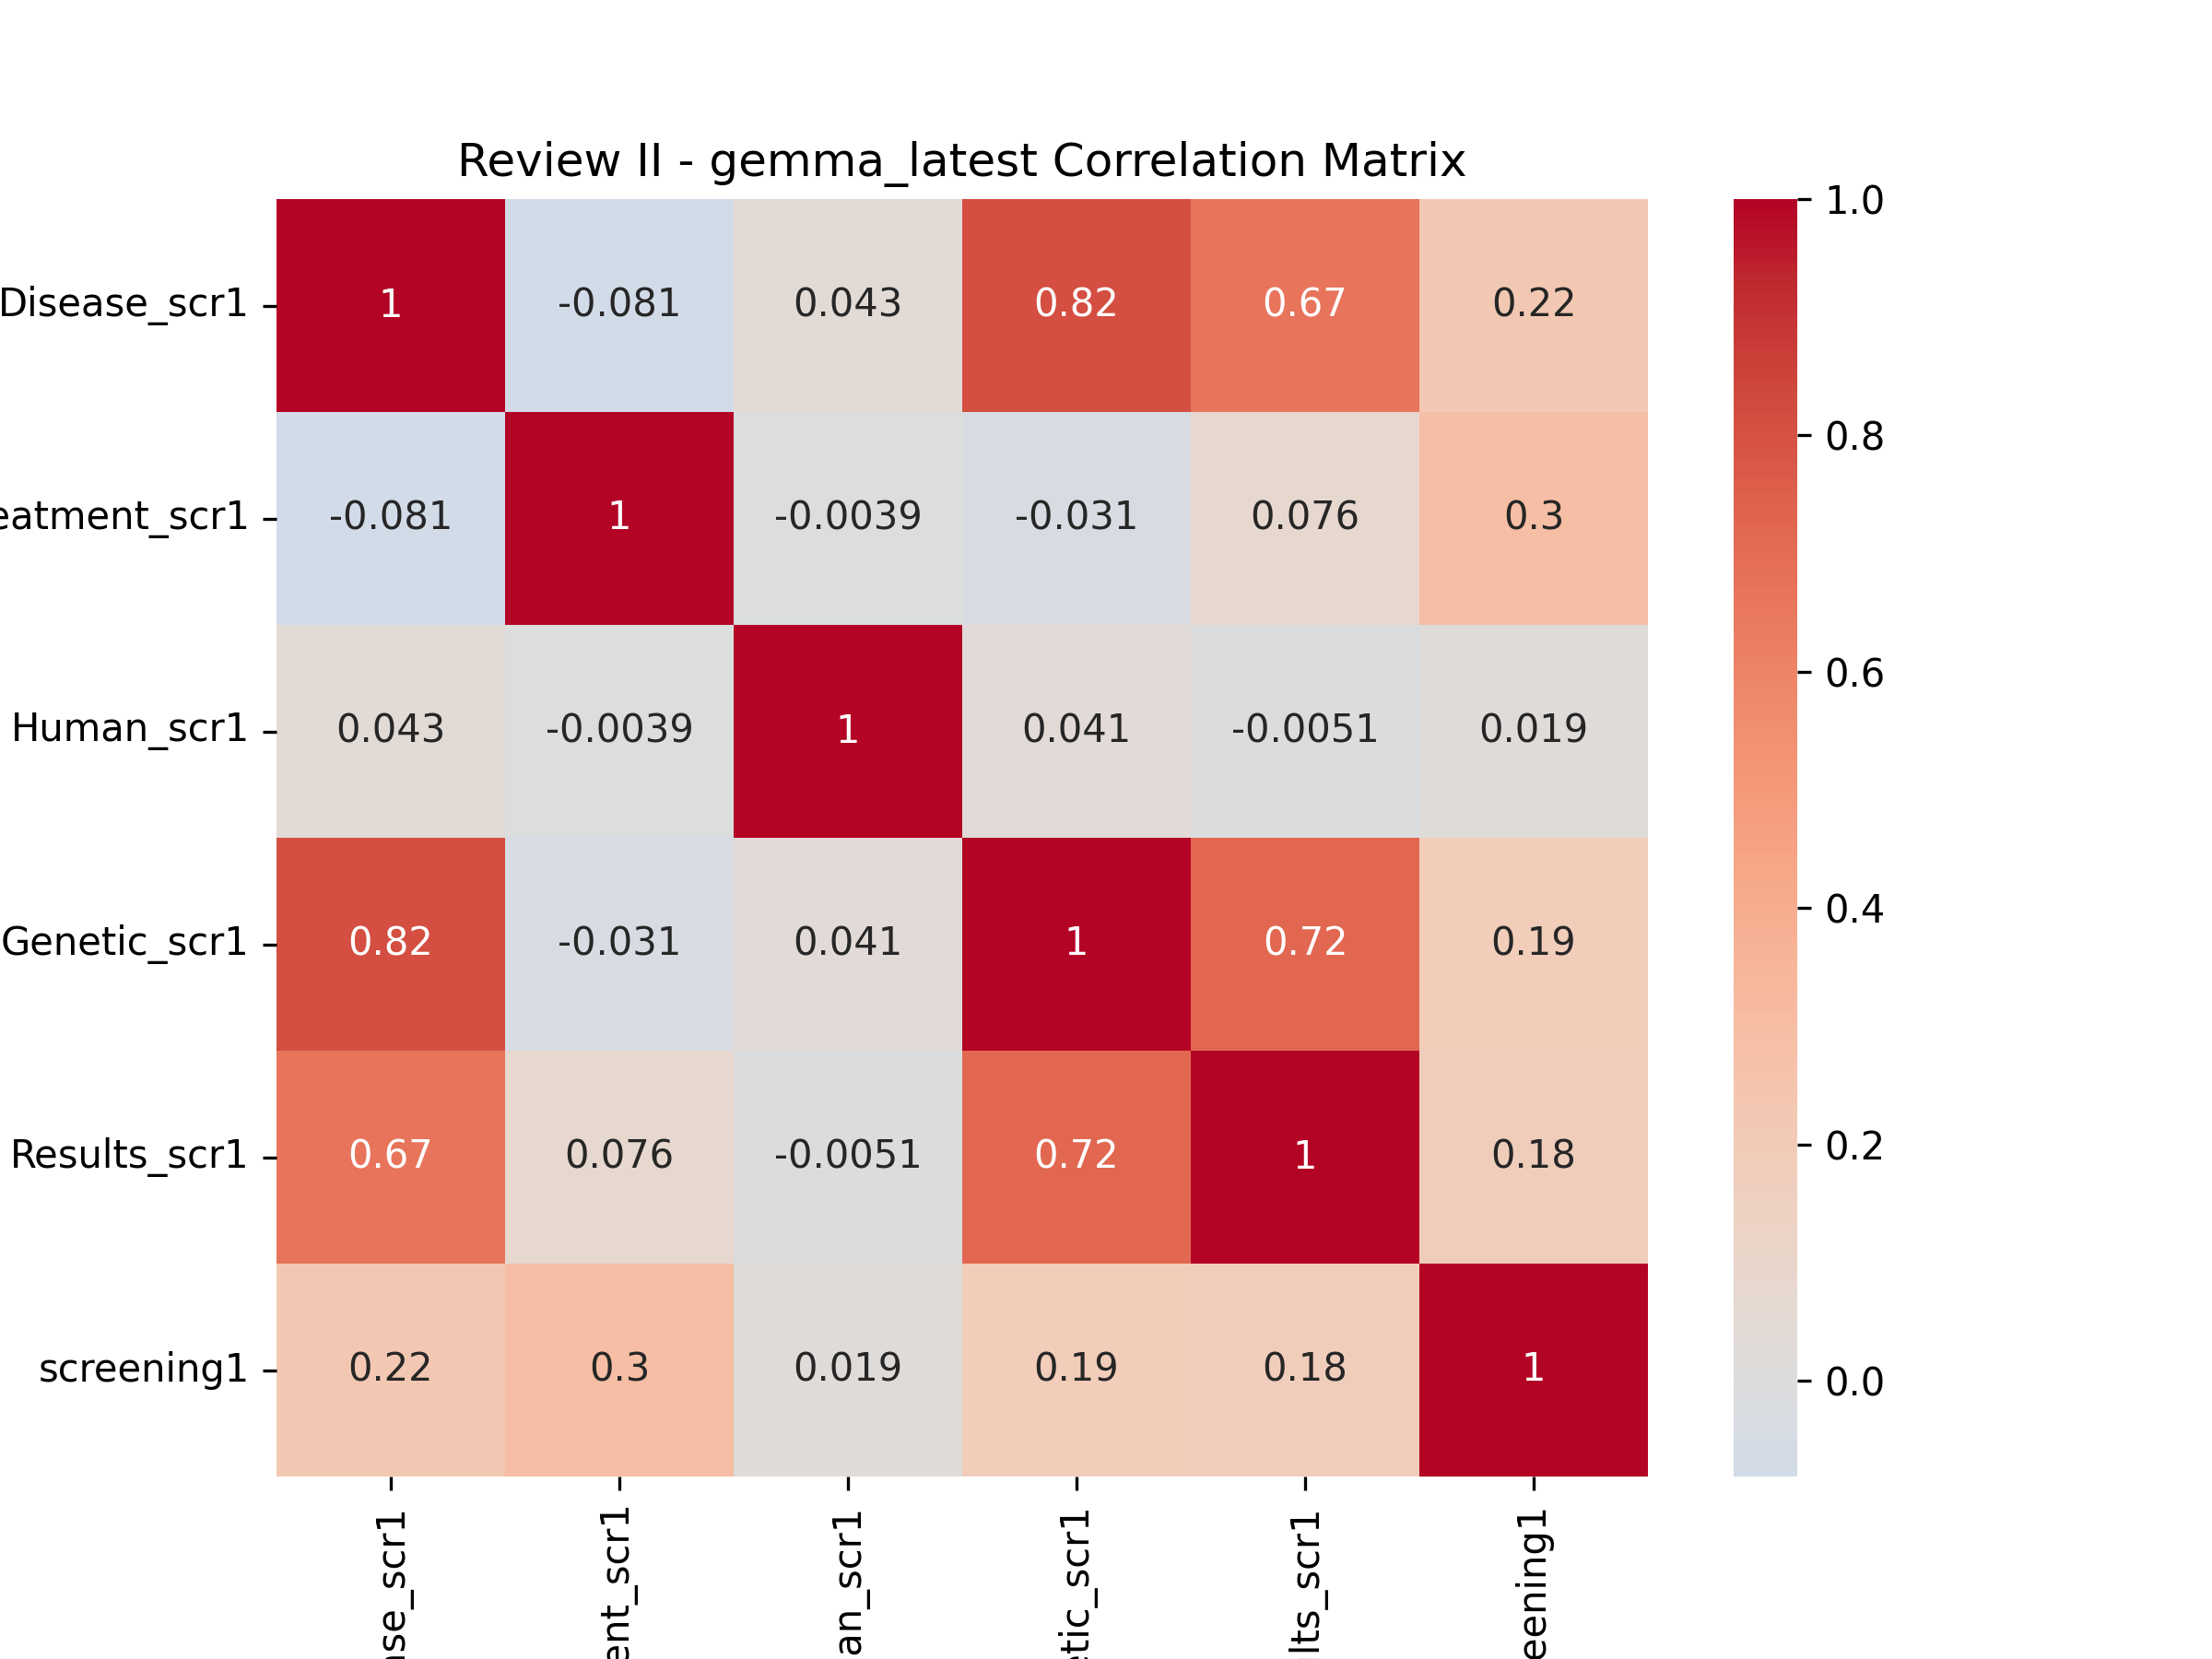 Review II - gemma_latest Correlation Matrix
Disease_scr1 1 -0.081 0.043 0.82 0.67 0.22
eatment_scr1 -0.081 1 -0.0039 -0.031 0.076 0.3
Human_scr1 0.043 -0.0039 1 0.041 -0.0051 0.019
Genetic_scr1 0.82 -0.031 0.041 1 0.72 0.19
Results_scr1 0.67 0.076 -0.0051 0.72 1 0.18
screening1 0.22 0.3 0.019 0.19 0.18 1
ase_scr1
ent_scr1
an_scr1
etic_scr1
lts_scr1
eening1
1.0
0.8
0.6
0.4
0.2
0.0